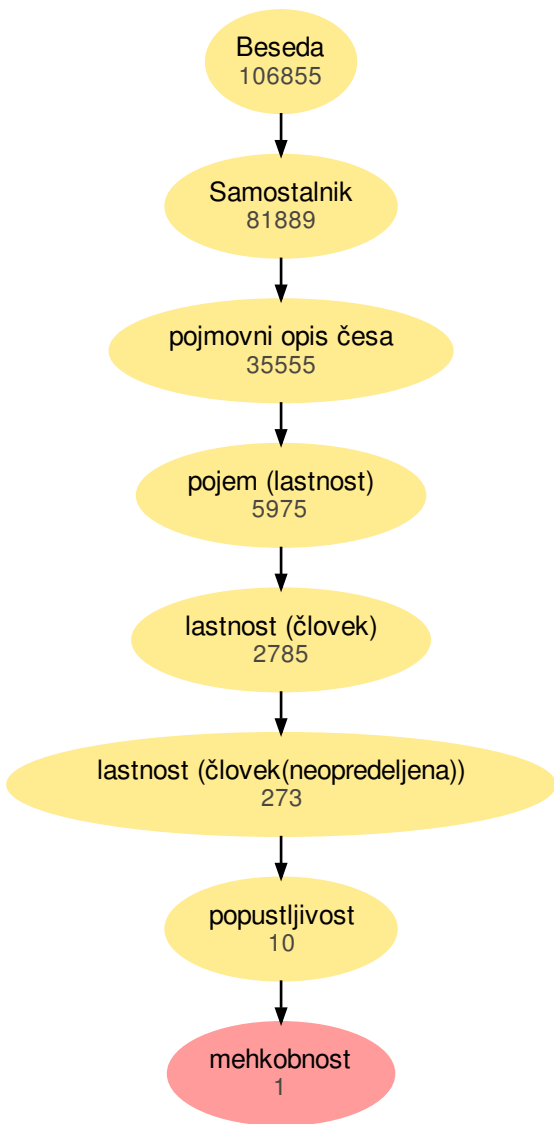 Beseda
106855
Samostalnik
81889
pojmovni opis česa
35555
pojem (lastnost)
5975
lastnost (človek)
2785
lastnost (človek(neopredeljena))
273
popustljivost
10
mehkobnost
1